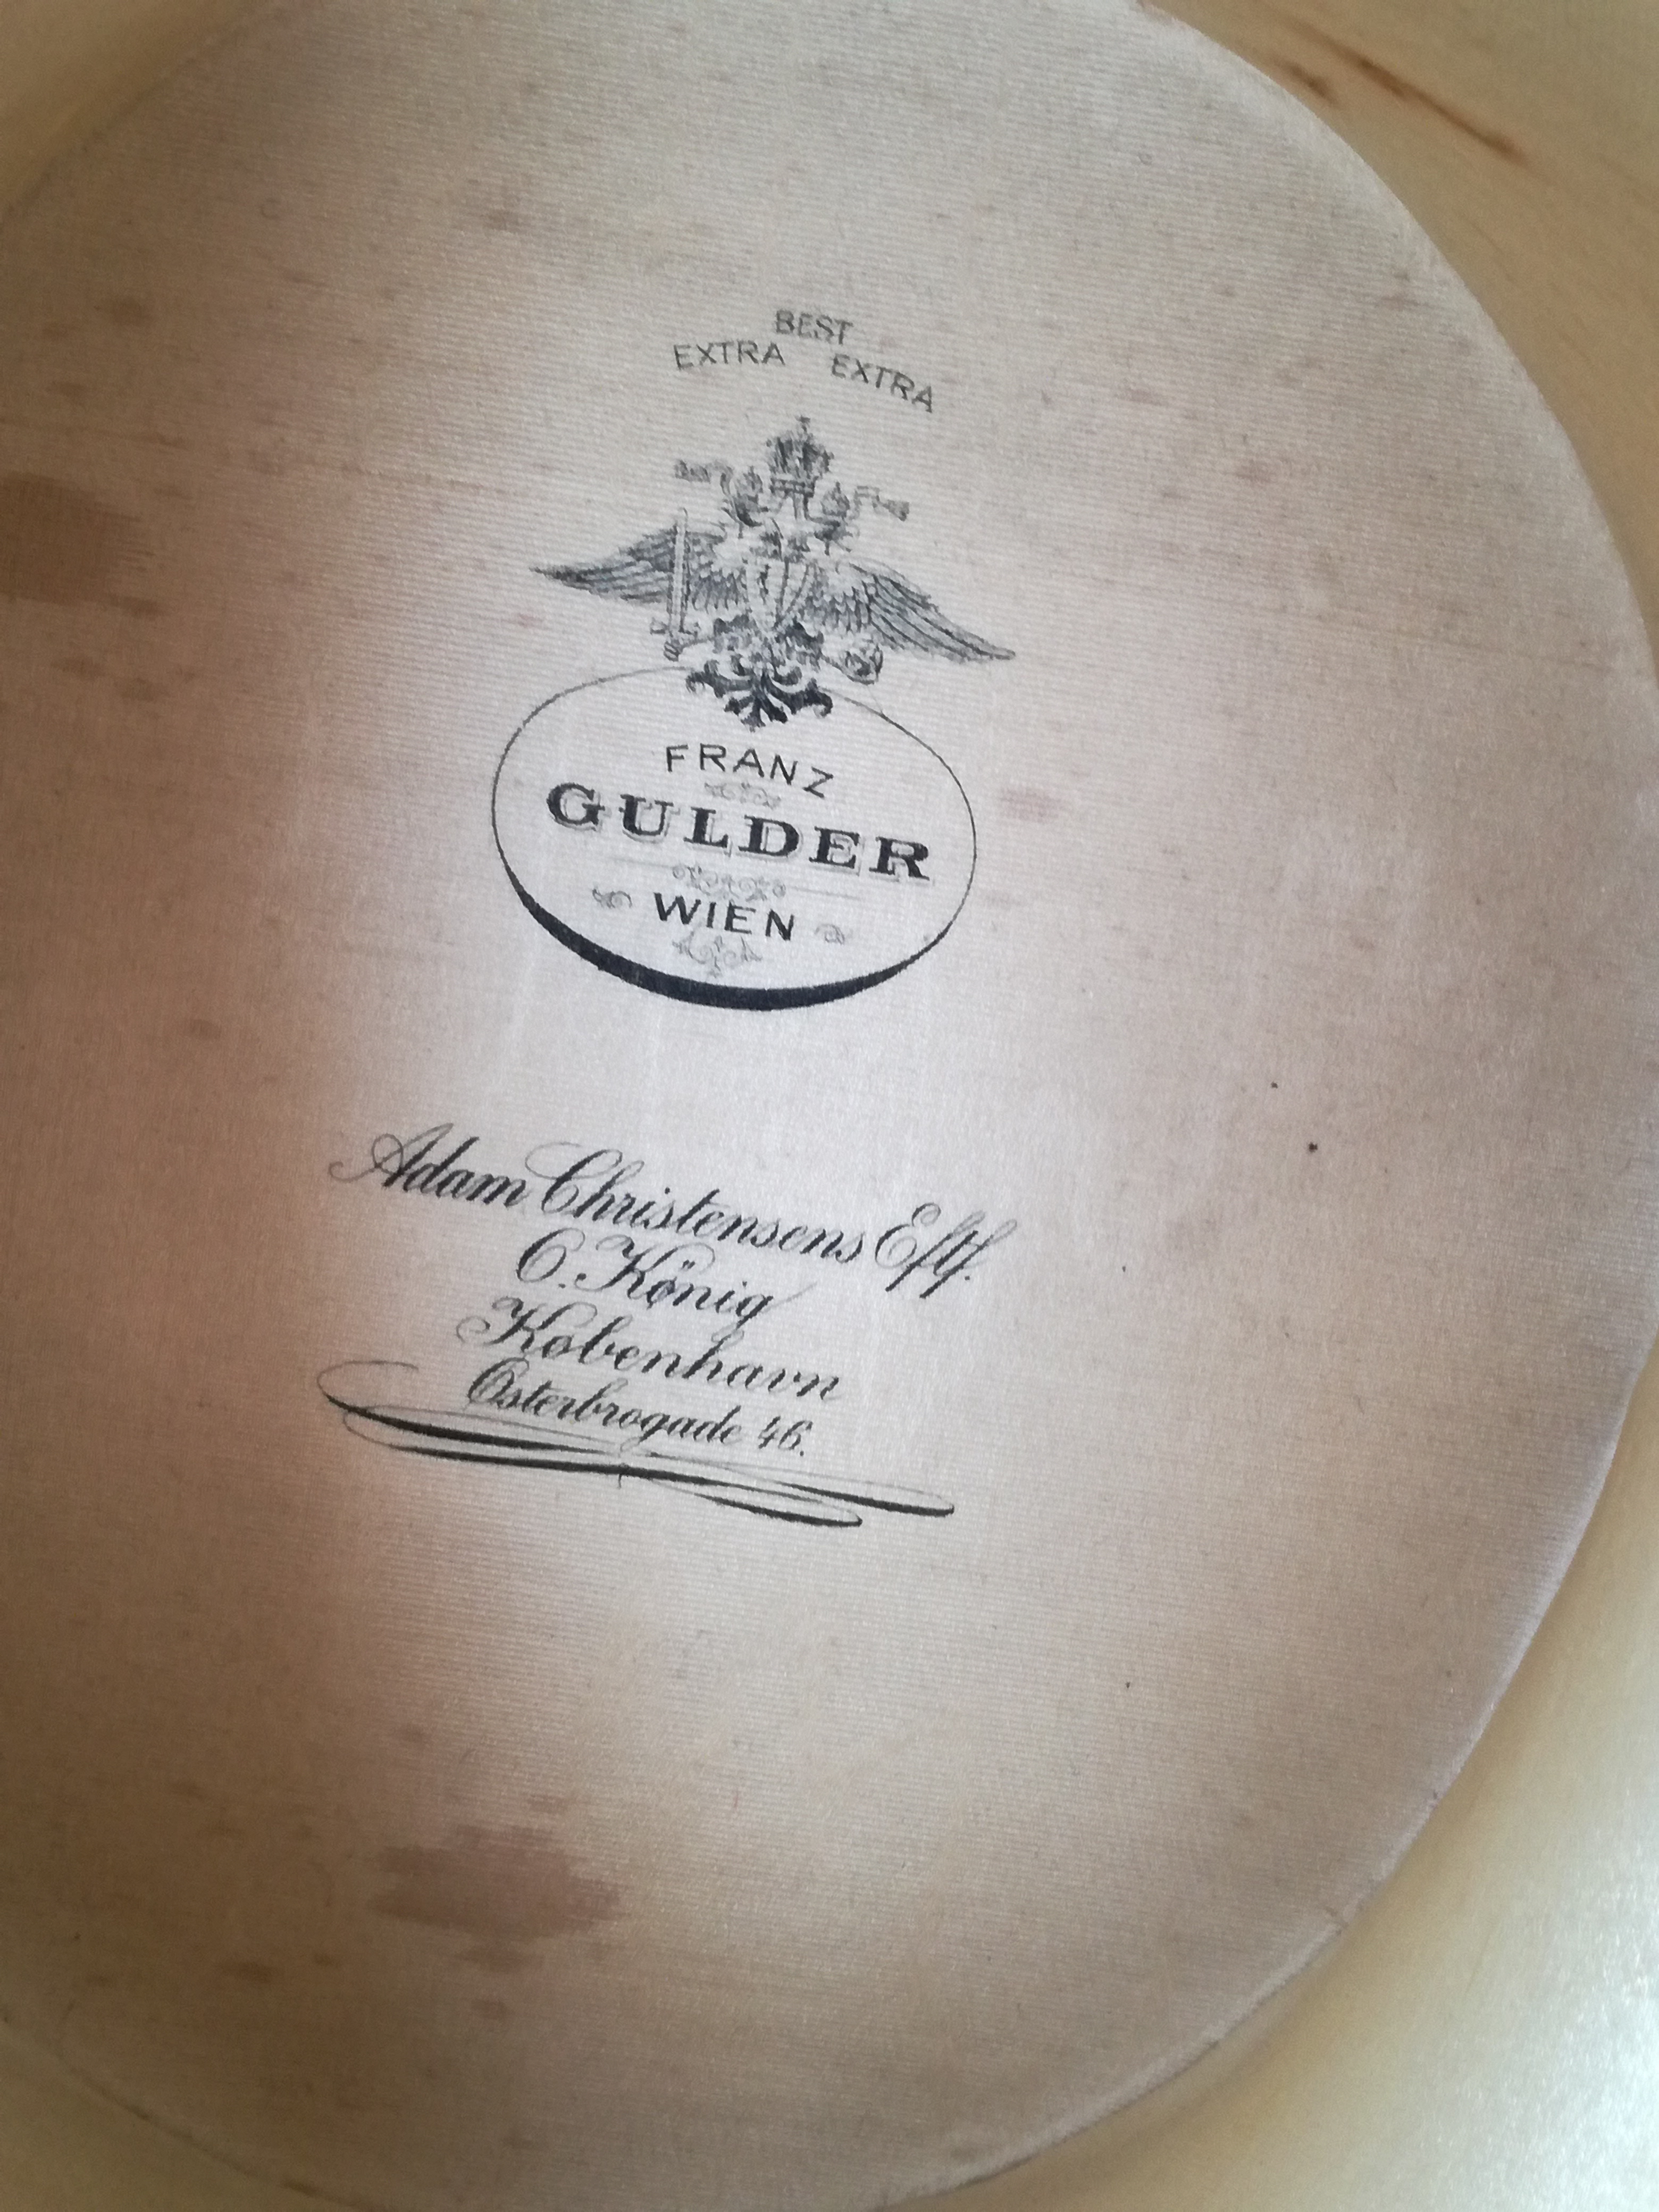 BEST
EXTRA EXTRA
FRANZ
GULDER
WIEN
Adam Christensens Eftf.
C. König
København
Østerbrogade 46.